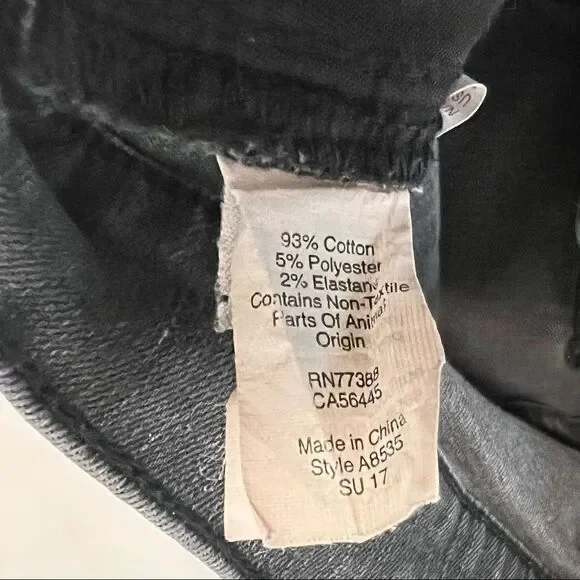 93% Cotton
5% Polyester
2% Elastane
Contains Non-Textile
Parts Of Animal
Origin
RN77388
CA56445
Made in China
Style A8535
SU 17